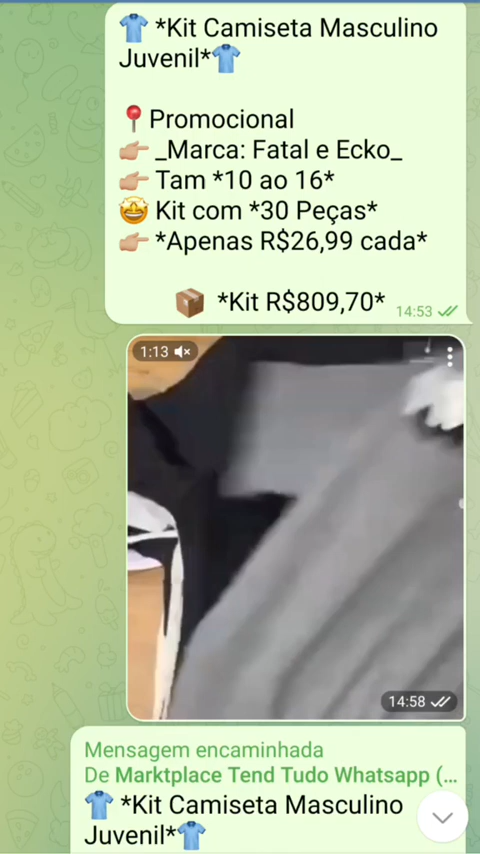 👕 *Kit Camiseta Masculino
Juvenil*👕
📍Promocional
👉🏼 _Marca: Fatal e Ecko_
👉🏼 Tam *10 ao 16*
🤩 Kit com *30 Peças*
👉🏼 *Apenas R$26,99 cada*
📦 *Kit R$809,70*
14:53
1:13
14:58
Mensagem encaminhada
De Marktplace Tend Tudo Whatsapp (...
👕 *Kit Camiseta Masculino
Juvenil*👕